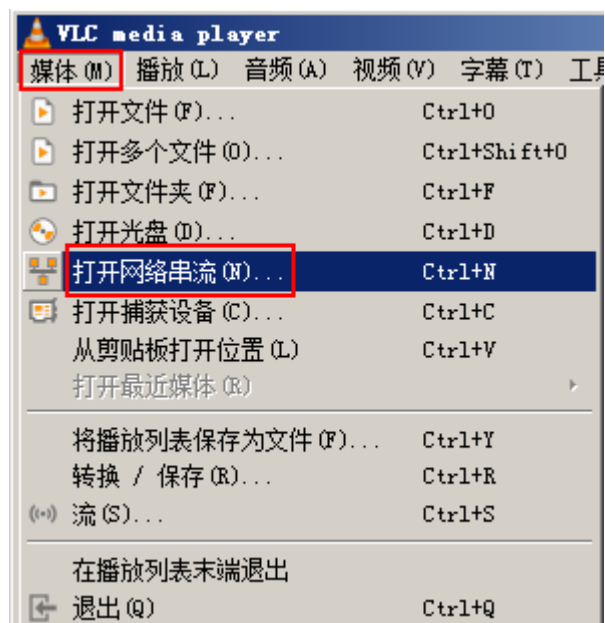 VLC media player
媒体(M) 播放(L) 音频(A) 视频(V) 字幕(T) 工具
打开文件(F)... Ctrl+O
打开多个文件(O)... Ctrl+Shift+O
打开文件夹(F)... Ctrl+F
打开光盘(D)... Ctrl+D
打开网络串流(N)... Ctrl+N
打开捕获设备(C)... Ctrl+C
从剪贴板打开位置(L) Ctrl+V
打开最近媒体(R)
将播放列表保存为文件(F)... Ctrl+Y
转换 / 保存(R)... Ctrl+R
流(S)... Ctrl+S
在播放列表末端退出
退出(Q) Ctrl+Q